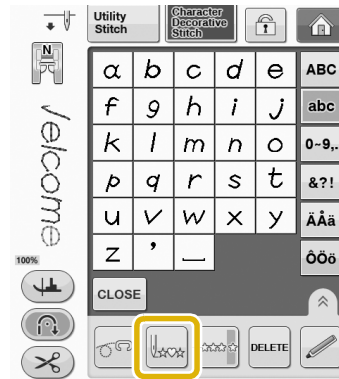 Utility
Stitch
Character
Decorative
Stitch
N
Welcome
100%
a b c d e ABC
f g h i j abc
k l m n o 0~9,.
p q r s t &?!
u v w x y ÄÅä
z ' _ ÔÖö
CLOSE
DELETE